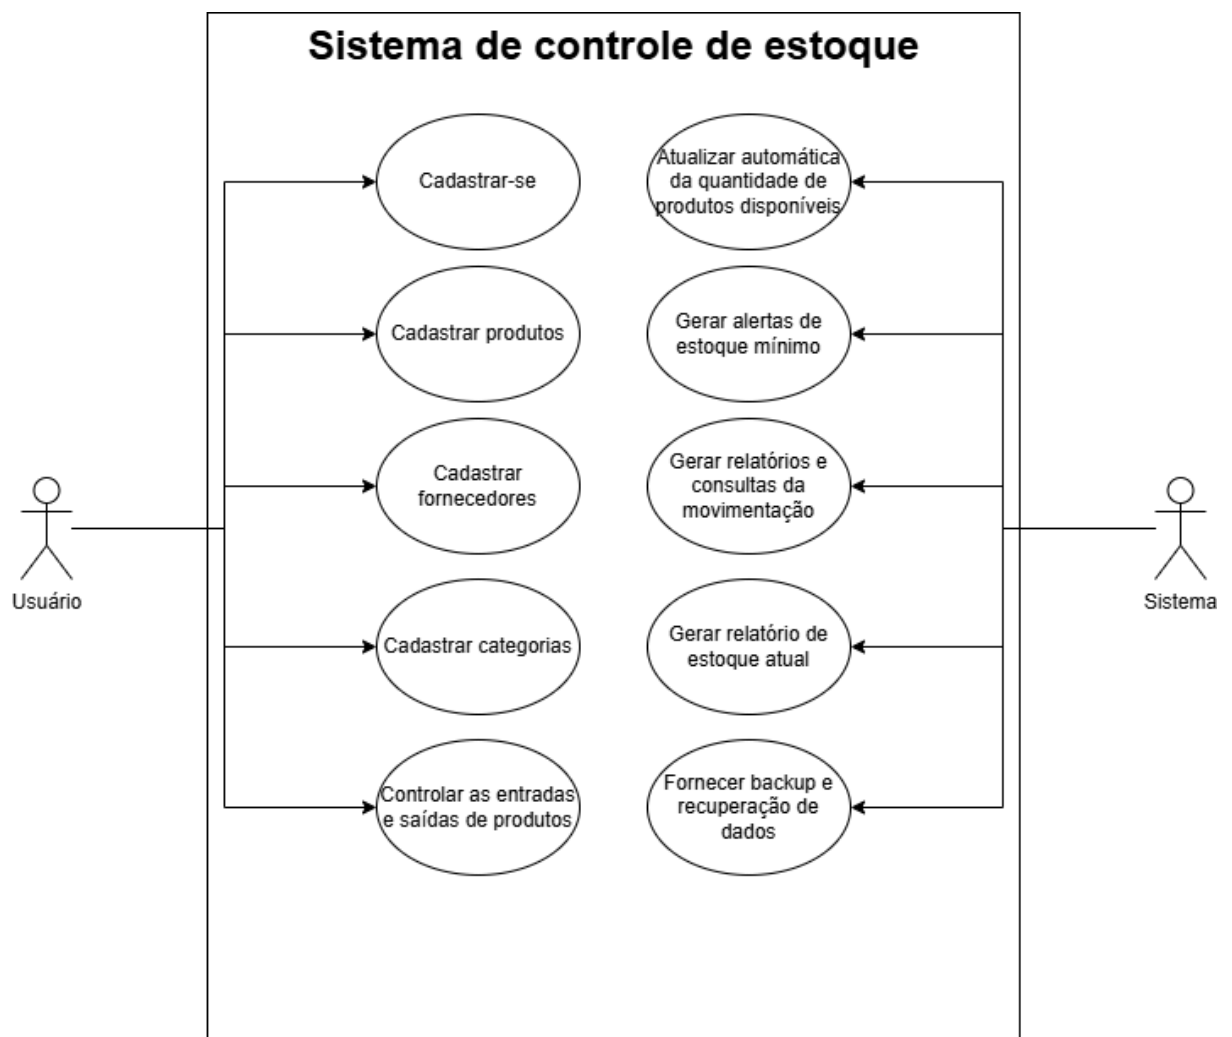 Sistema de controle de estoque
Cadastrar-se
Atualizar automática
da quantidade de
produtos disponíveis
Cadastrar produtos
Gerar alertas de
estoque mínimo
Cadastrar
fornecedores
Gerar relatórios e
consultas da
movimentação
Usuário
Sistema
Cadastrar categorias
Gerar relatório de
estoque atual
Controlar as entradas
e saídas de produtos
Fornecer backup e
recuperação de
dados